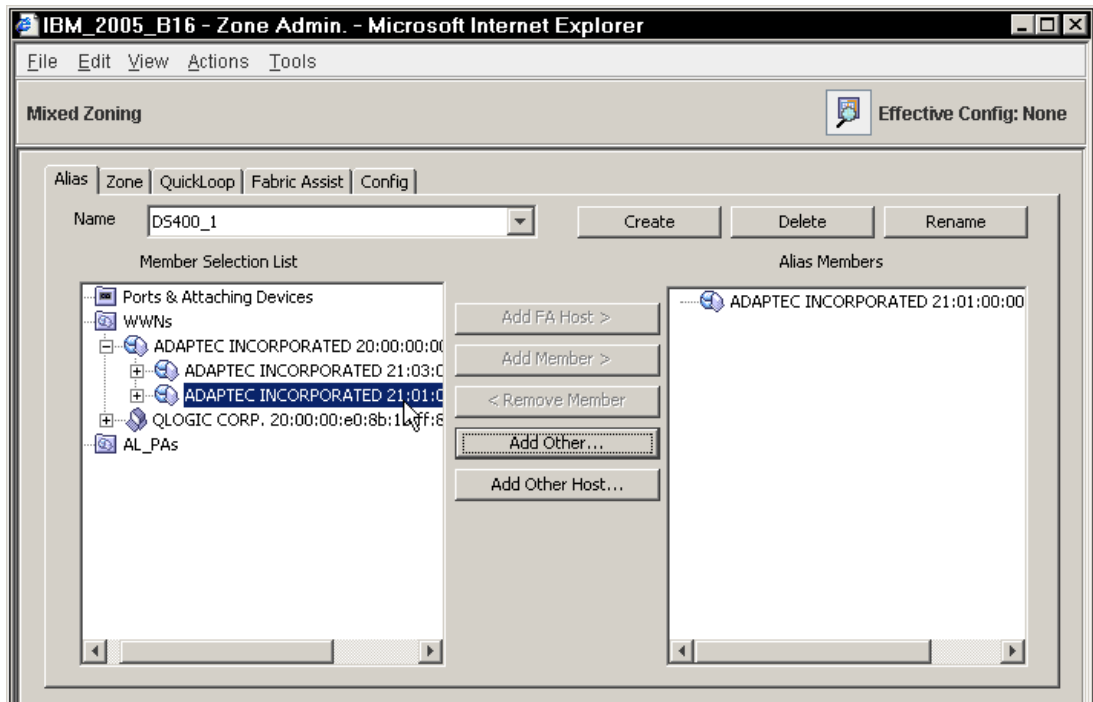 IBM_2005_B16 - Zone Admin. - Microsoft Internet Explorer
File Edit View Actions Tools
Mixed Zoning
Effective Config: None
Alias Zone QuickLoop Fabric Assist Config
Name DS400_1 Create Delete Rename
Member Selection List
Alias Members
Ports & Attaching Devices
WWNs
ADAPTEC INCORPORATED 20:00:00:00
ADAPTEC INCORPORATED 21:03:0
ADAPTEC INCORPORATED 21:01:0
QLOGIC CORP. 20:00:00:e0:8b:
AL_PAs
Add FA Host >
Add Member >
< Remove Member
Add Other...
Add Other Host...
ADAPTEC INCORPORATED 21:01:00:00